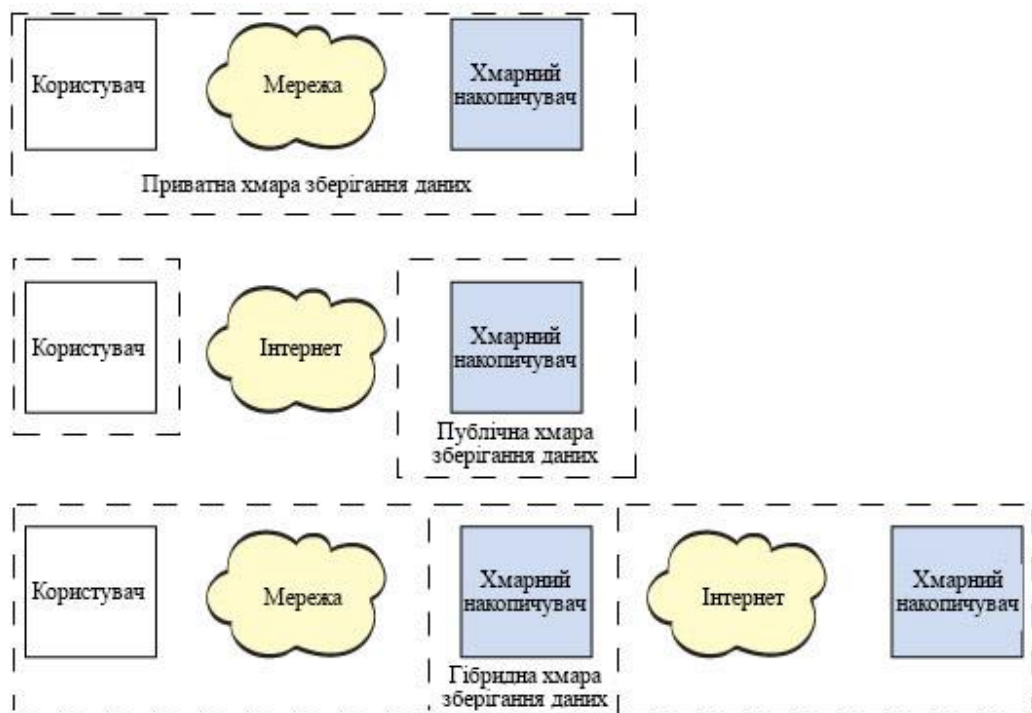 Користувач
Мережа
Хмарний
накопичувач
Приватна хмара зберігання даних
Користувач
Інтернет
Хмарний
накопичувач
Публічна хмара
зберігання даних
Користувач
Мережа
Хмарний
накопичувач
Інтернет
Хмарний
накопичувач
Гібридна хмара
зберігання даних